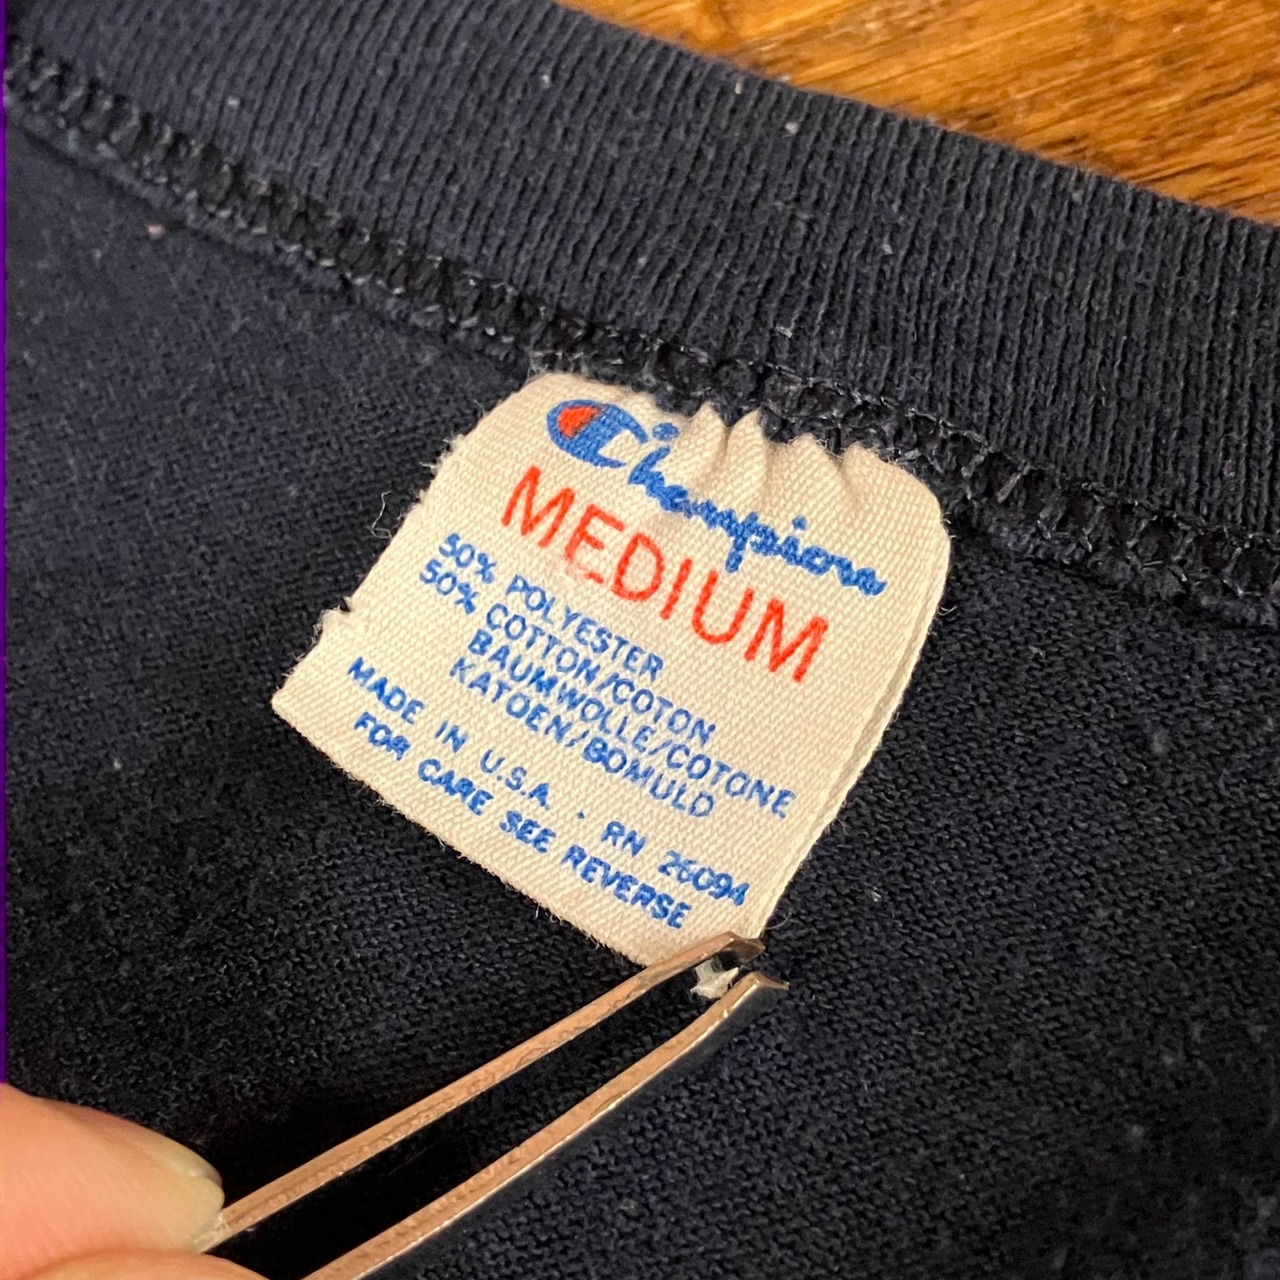 Champion
MEDIUM
50% POLYESTER
50% COTTON/COTON
BAUMWOLLE/COTONE
KATOEN/BOMULD
MADE IN U.S.A. RN 26094
FOR CARE SEE REVERSE